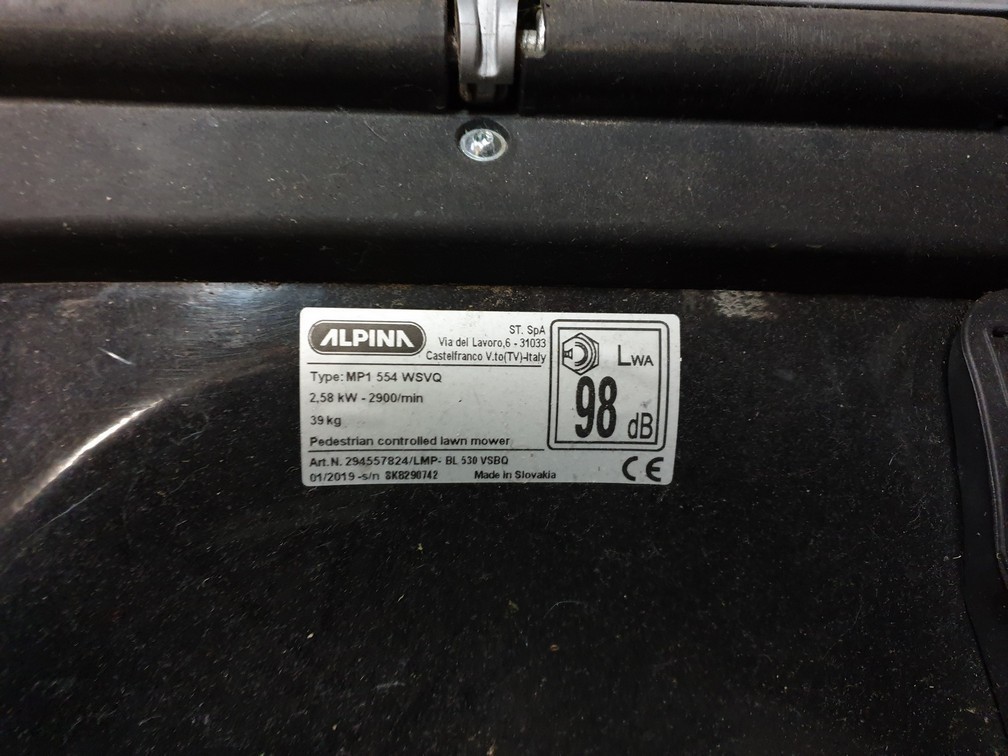 ALPINA
ST. SpA
Via del Lavoro,6 - 31033
Castelfranco V.to(TV)-Italy
Type: MP1 554 WSVQ
2,58 kW - 2900/min
39 kg
Pedestrian controlled lawn mower
Art.N. 294557824/LMP- BL 530 VSBQ
01/2019 -s/n SKB290742 Made in Slovakia
LWA
98 dB
CE